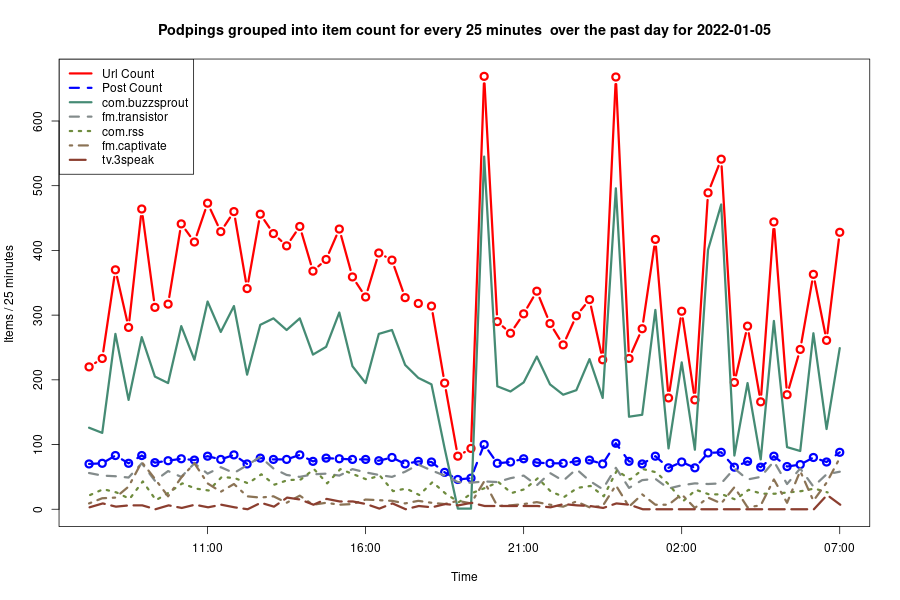 Podpings grouped into item count for every 25 minutes  over the past day for 2022-01-05
Url Count
Post Count
com.buzzsprout
fm.transistor
com.rss
fm.captivate
tv.3speak
Items / 25 minutes
600
500
400
300
200
100
0
11:00
16:00
21:00
02:00
07:00
Time